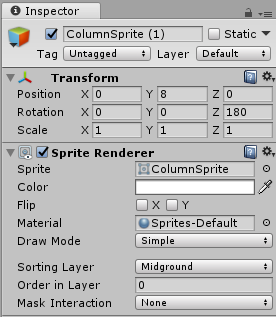 Inspector
ColumnSprite (1) Static
Tag Untagged Layer Default
Transform
Position X 0 Y 8 Z 0
Rotation X 0 Y 0 Z 180
Scale X 1 Y 1 Z 1
Sprite Renderer
Sprite ColumnSprite
Color
Flip X Y
Material Sprites-Default
Draw Mode Simple
Sorting Layer Midground
Order in Layer 0
Mask Interaction None